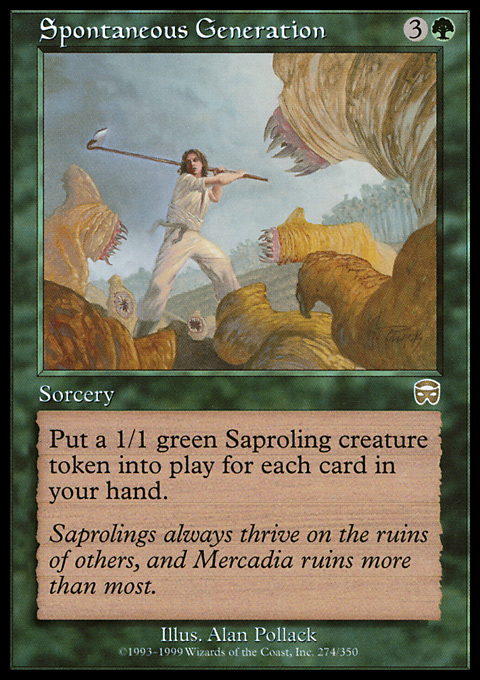 Spontaneous Generation 3
Sorcery
Put a 1/1 green Saproling creature
token into play for each card in
your hand.
Saprolings always thrive on the ruins
of others, and Mercadia ruins more
than most.
Illus. Alan Pollack
©1993-1999 Wizards of the Coast, Inc. 274/350